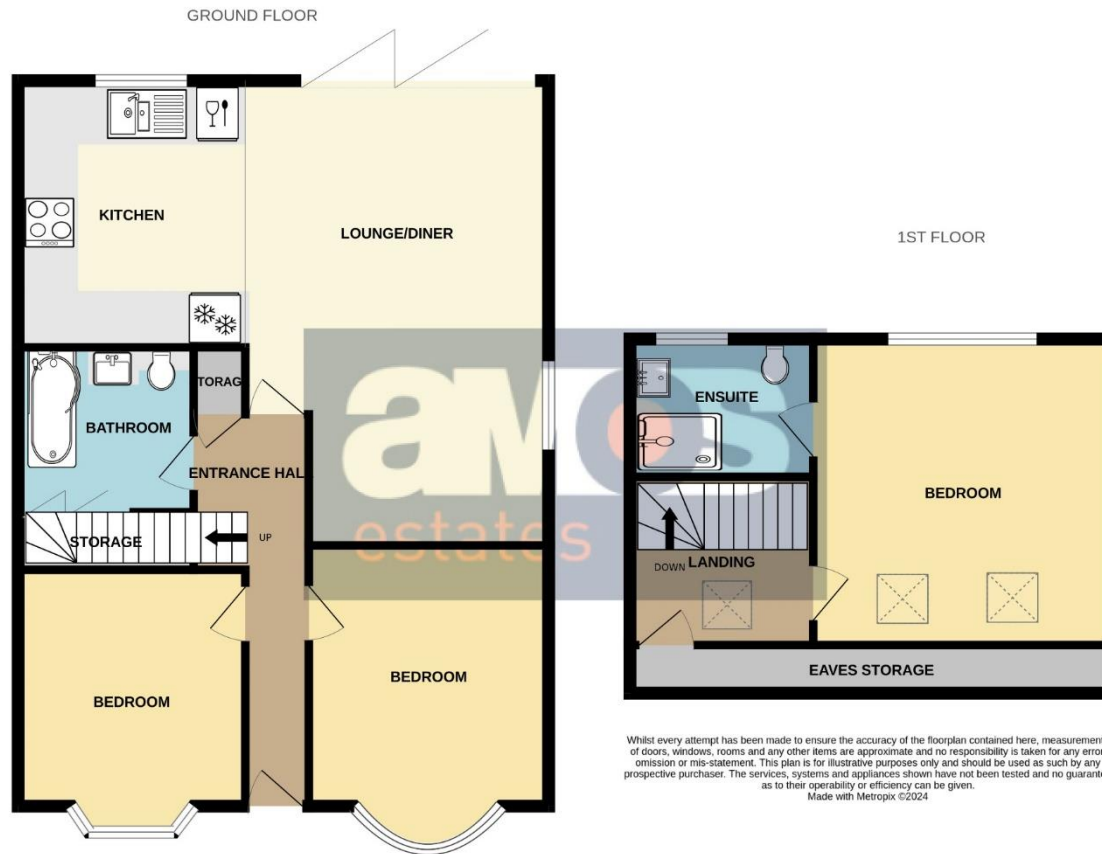 GROUND FLOOR
KITCHEN
LOUNGE/DINER
TORAG
BATHROOM
ENTRANCE HAL
STORAGE
UP
BEDROOM
BEDROOM
amos
estates
1ST FLOOR
ENSUITE
BEDROOM
DOWN
LANDING
EAVES STORAGE
Whilst every attempt has been made to ensure the accuracy of the floorplan contained here, measurement
of doors, windows, rooms and any other items are approximate and no responsibility is taken for any error
omission or mis-statement. This plan is for illustrative purposes only and should be used as such by any
prospective purchaser. The services, systems and appliances shown have not been tested and no guarante
as to their operability or efficiency can be given.
Made with Metropix ©2024